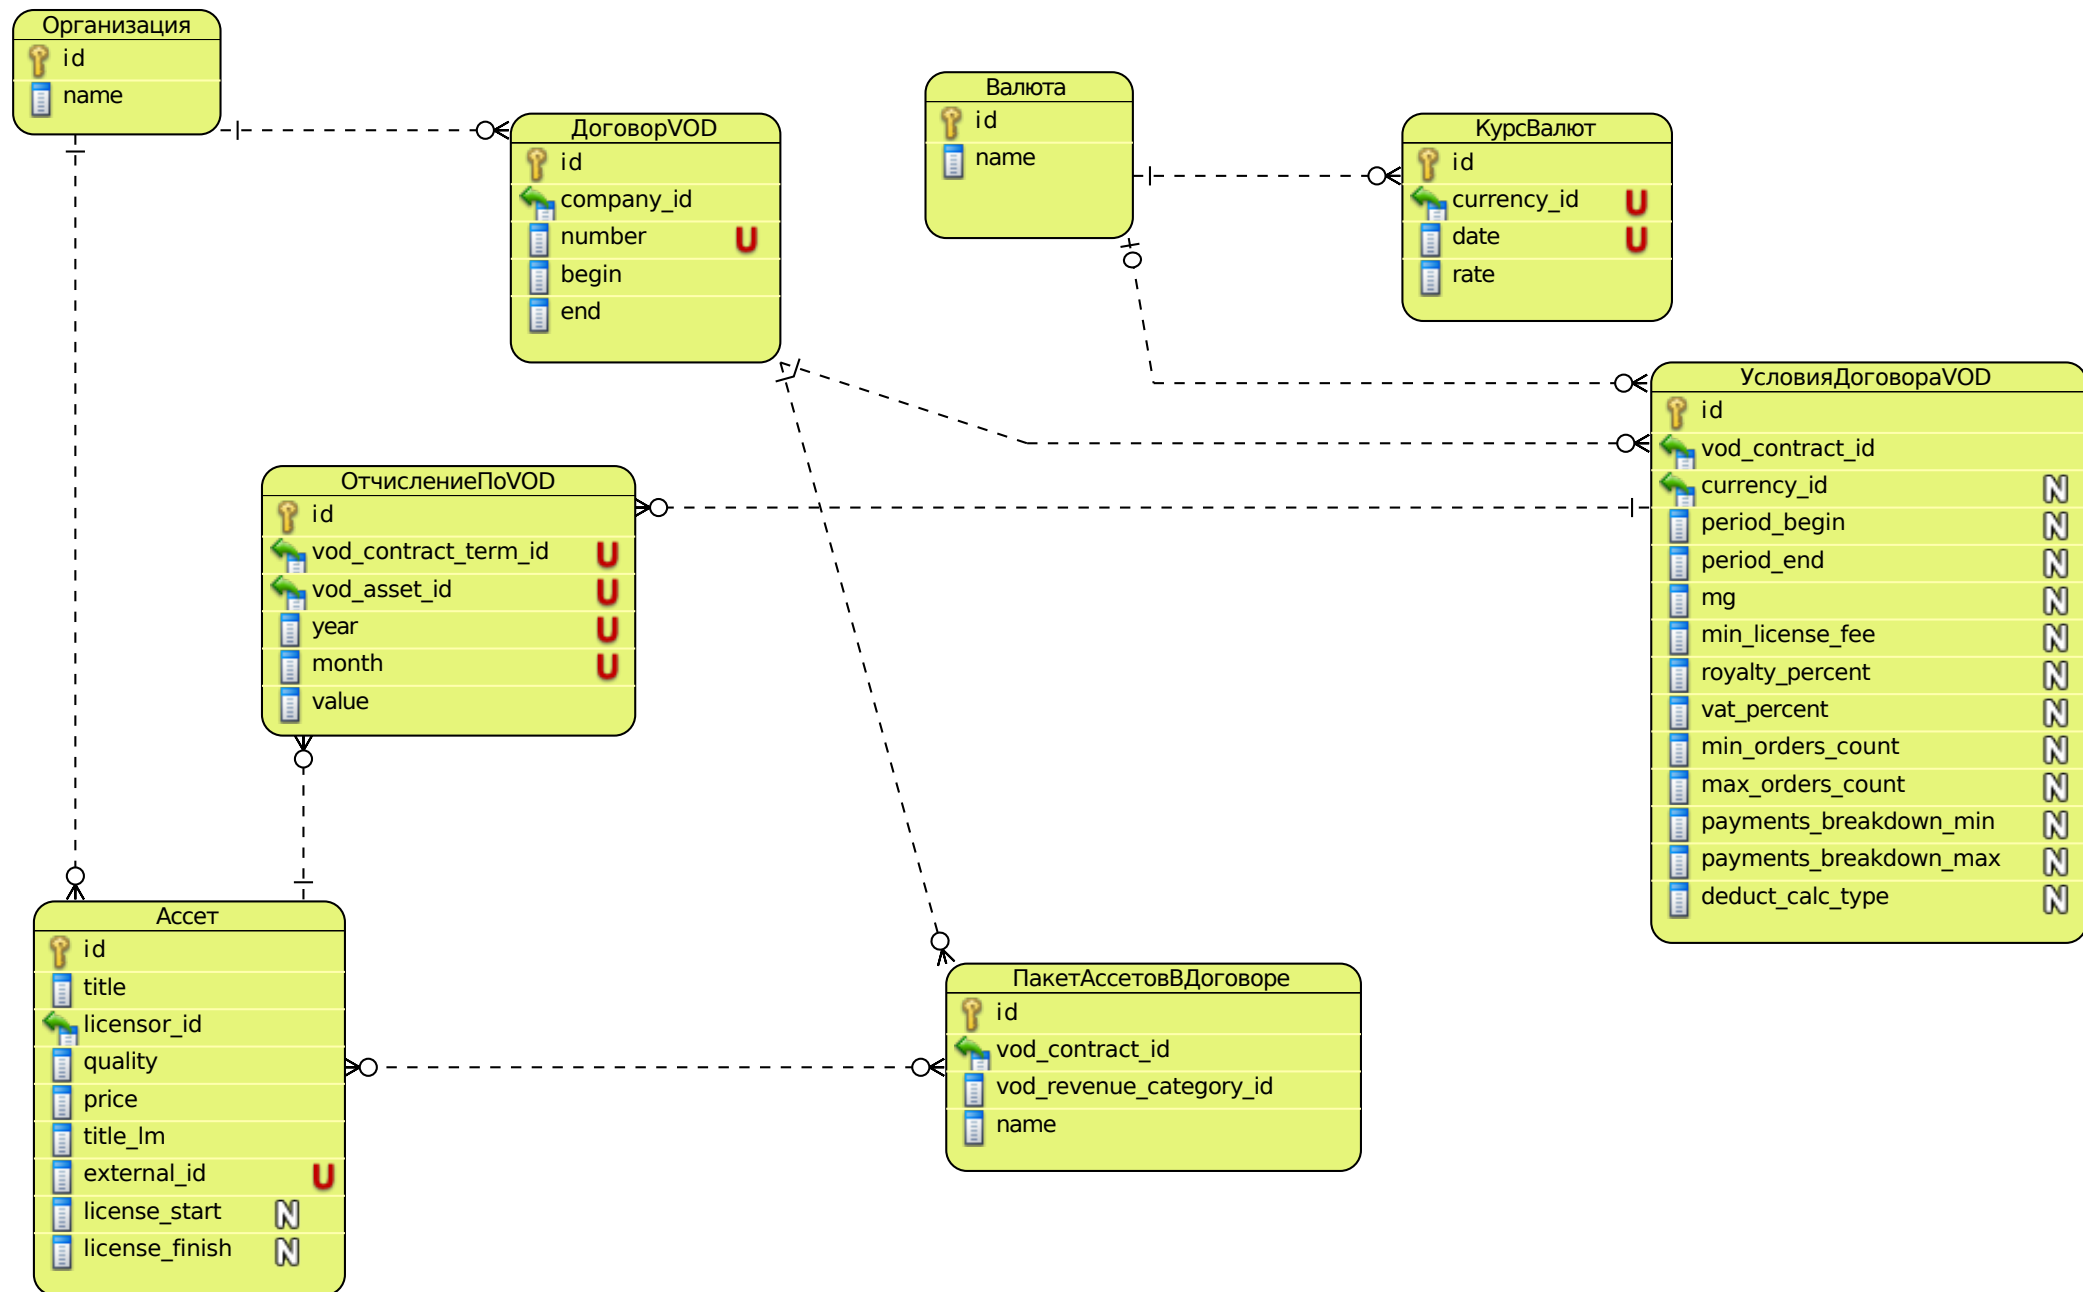 Организация
id
name
ДоговорVOD
id
company_id
number U
begin
end
Валюта
id
name
КурсВалют
id
currency_id U
date U
rate
УсловияДоговораVOD
id
vod_contract_id
currency_id N
period_begin N
period_end N
mg N
min_license_fee N
royalty_percent N
vat_percent N
min_orders_count N
max_orders_count N
payments_breakdown_min N
payments_breakdown_max N
deduct_calc_type N
ОтчислениеПоVOD
id
vod_contract_term_id U
vod_asset_id U
year U
month U
value
Ассет
id
title
licensor_id
quality
price
title_lm
external_id U
license_start N
license_finish N
ПакетАссетовВДоговоре
id
vod_contract_id
vod_revenue_category_id
name